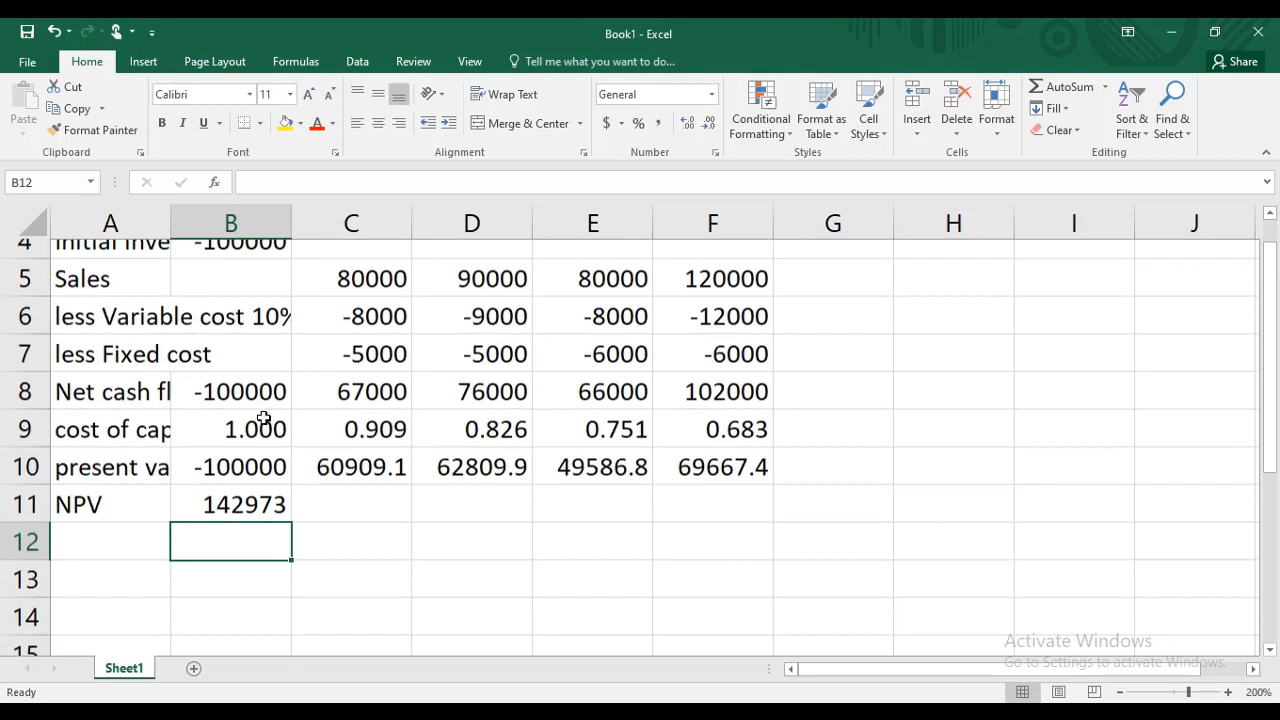 Book1 - Excel
File Home Insert Page Layout Formulas Data Review View Tell me what you want to do... Share
Paste Cut Copy Format Painter Clipboard
Calibri 11 B I U Font
Wrap Text Merge & Center Alignment
General $ % , Number
Conditional Formatting Format as Table Cell Styles Styles
Insert Delete Format Cells
AutoSum Fill Clear Sort & Filter Find & Select Editing
B12 fx
A B C D E F G H I J
4 Initial Inve -100000
5 Sales 80000 90000 80000 120000
6 less Variable cost 10% -8000 -9000 -8000 -12000
7 less Fixed cost -5000 -5000 -6000 -6000
8 Net cash fl -100000 67000 76000 66000 102000
9 cost of cap 1.000 0.909 0.826 0.751 0.683
10 present va -100000 60909.1 62809.9 49586.8 69667.4
11 NPV 142973
12
13
14
15
Activate Windows
Go to Settings to activate Windows.
Sheet1
Ready 200%